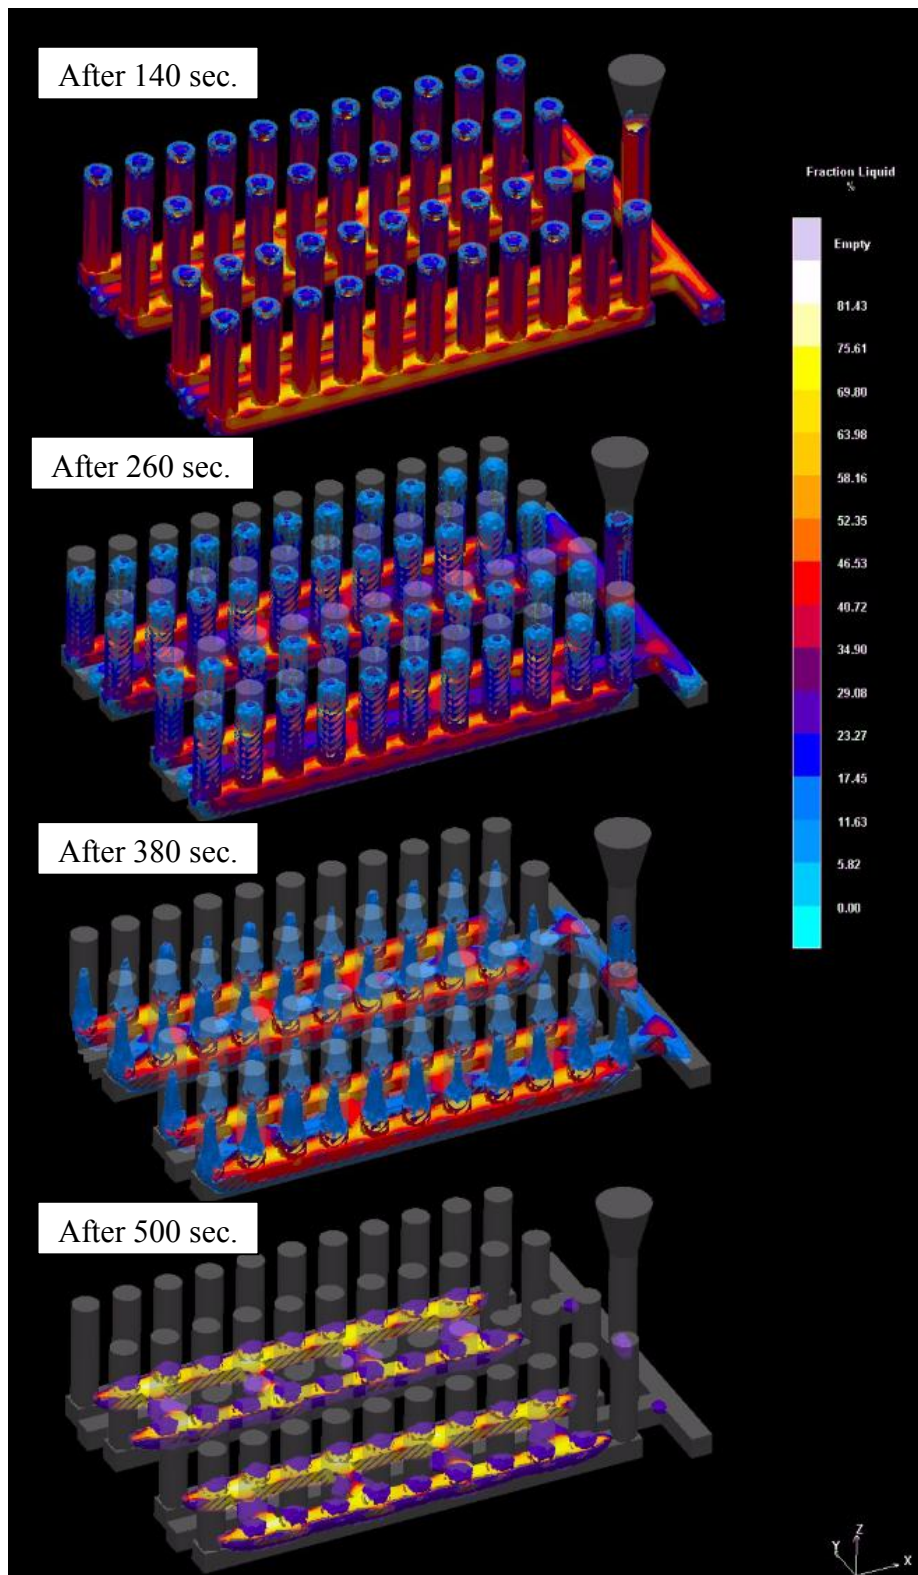 After 140 sec.
Fraction Liquid
%
Empty
81.43
75.61
69.80
63.98
58.16
52.35
46.53
40.72
34.90
29.08
23.27
17.45
11.63
5.82
0.00
After 260 sec.
After 380 sec.
After 500 sec.
Z
Y
X